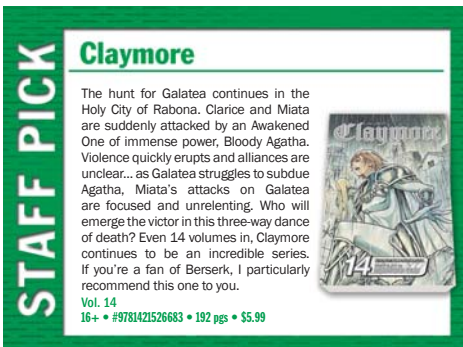 STAFF PICK
Claymore
The hunt for Galatea continues in the
Holy City of Rabona. Clarice and Miata
are suddenly attacked by an Awakened
One of immense power, Bloody Agatha.
Violence quickly erupts and alliances are
unclear... as Galatea struggles to subdue
Agatha, Miata's attacks on Galatea
are focused and unrelenting. Who will
emerge the victor in this three-way dance
of death? Even 14 volumes in, Claymore
continues to be an incredible series.
If you're a fan of Berserk, I particularly
recommend this one to you.
Vol. 14
16+ • #9781421526683 • 192 pgs • $5.99
Claymore
14